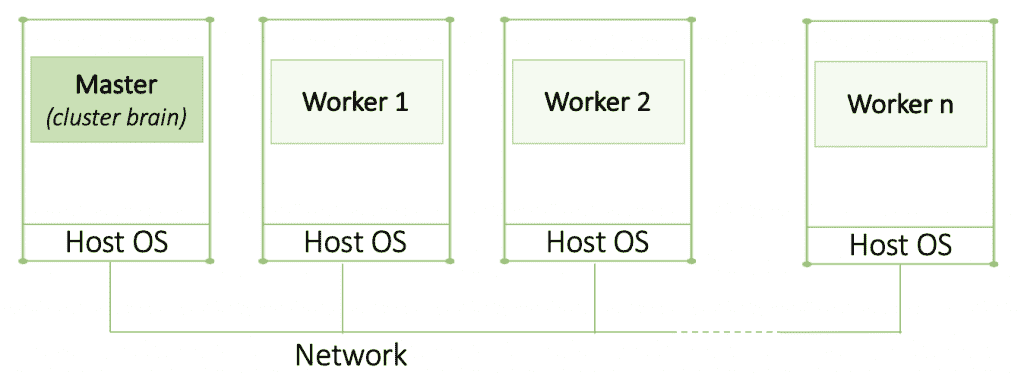 Master
(cluster brain)
Worker 1
Worker 2
Worker n
Host OS
Host OS
Host OS
Host OS
Network